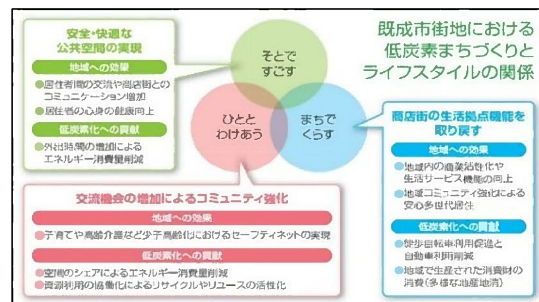 既成市街地における
低炭素まちづくりと
ライフスタイルの関係
安全・快適な
公共空間の実現
地域への効果
●居住者間の交流や商店街との
コミュニケーション増加
●居住者の心身の健康向上
低炭素化への貢献
●外出時間の増加による
エネルギー消費量削減
そとで
すごす
ひとと
わけあう
まちで
くらす
商店街の生活拠点機能を
取り戻す
地域への効果
●地域内の商業活性化や
生活サービス機能の向上
●地域コミュニティ強化による
安心多世代居住
低炭素化への貢献
●徒歩自転車利用促進と
自動車利用削減
●地域で生産された消費財の
消費(多様な地産地消)
交流機会の増加によるコミュニティ強化
地域への効果
●子育てや高齢介護など少子高齢化におけるセーフティネットの実現
低炭素化への貢献
●空間のシェアによるエネルギー消費量削減
●資源利用の協働化によるリサイクルやリユースの活性化